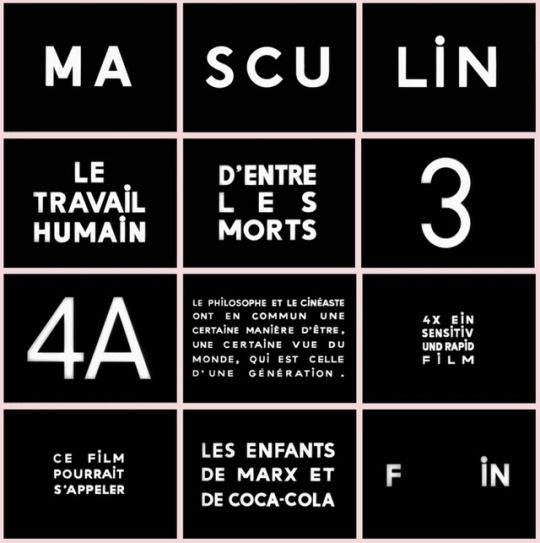 MA
SCU
LiN
LE
TRAVAiL
HUMAiN
D'ENTRE
LES
MORTS
3
4A
LE PHILOSOPHE ET LE CINÉASTE
ONT EN COMMUN UNE
CERTAINE MANIÈRE D'ÊTRE,
UNE CERTAINE VUE DU
MONDE, QUI EST CELLE
D'UNE GÉNÉRATION.
4X EiN
SENSiTiV
UND RAPiD
FiLM
CE FiLM
POURRAiT
S'APPELER
LES ENFANTS
DE MARX ET
DE COCA-COLA
F iN